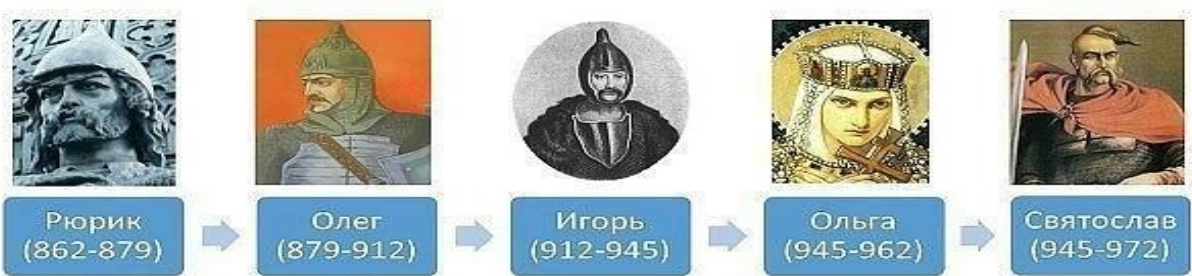 Рюрик
(862-879)
Олег
(879-912)
Игорь
(912-945)
Ольга
(945-962)
Святослав
(945-972)